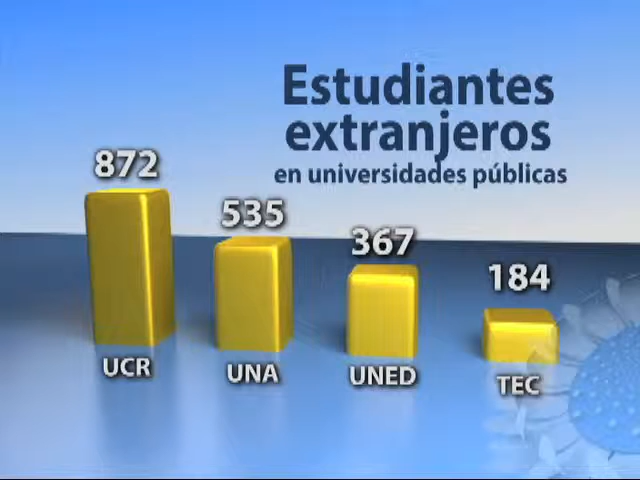 Estudiantes
extranjeros
en universidades públicas
872
535
367
184
UCR
UNA
UNED
TEC